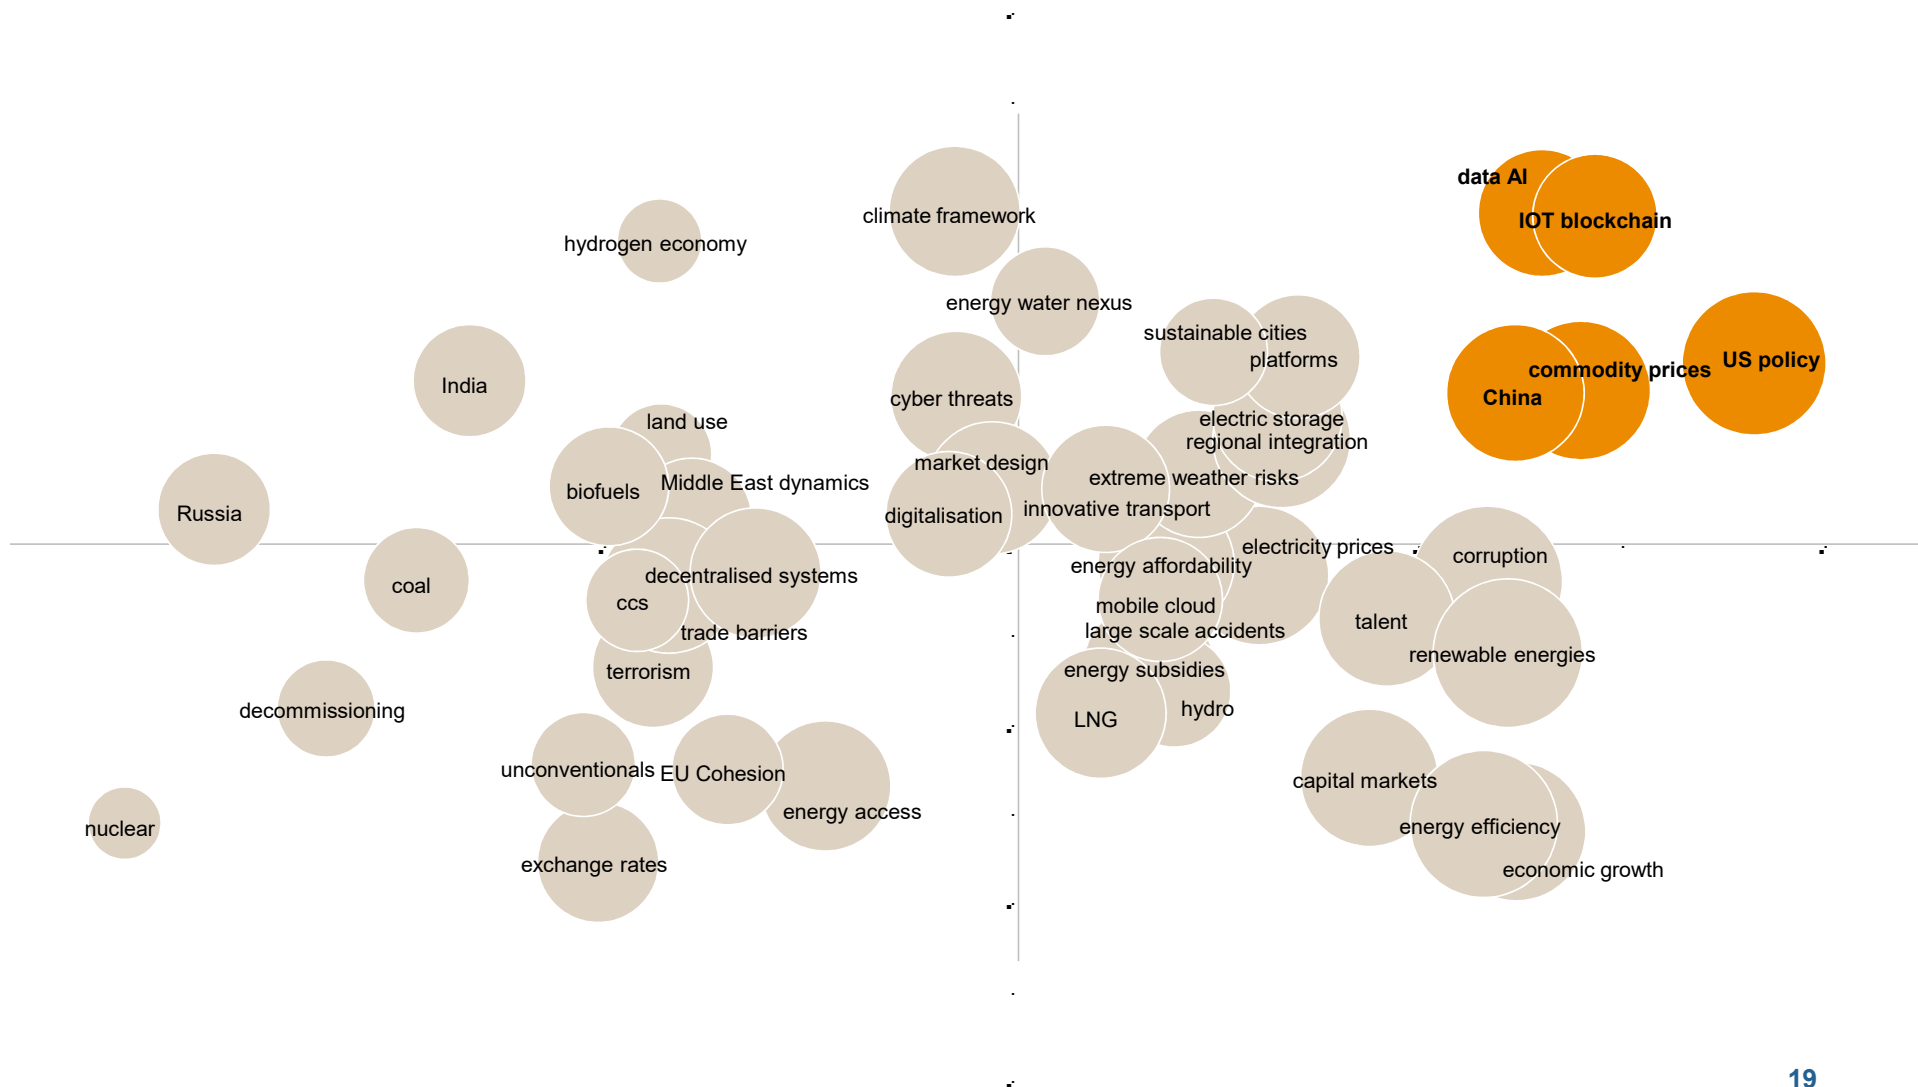 data AI
IOT blockchain
climate framework
hydrogen economy
energy water nexus
sustainable cities
platforms
US policy
commodity prices
China
India
cyber threats
land use
electric storage
regional integration
market design
extreme weather risks
Middle East dynamics
biofuels
innovative transport
digitalisation
Russia
electricity prices
corruption
energy affordability
decentralised systems
coal
ccs
mobile cloud
talent
large scale accidents
trade barriers
renewable energies
energy subsidies
terrorism
hydro
decommissioning
LNG
unconventionals
EU Cohesion
capital markets
energy access
energy efficiency
nuclear
exchange rates
economic growth
19